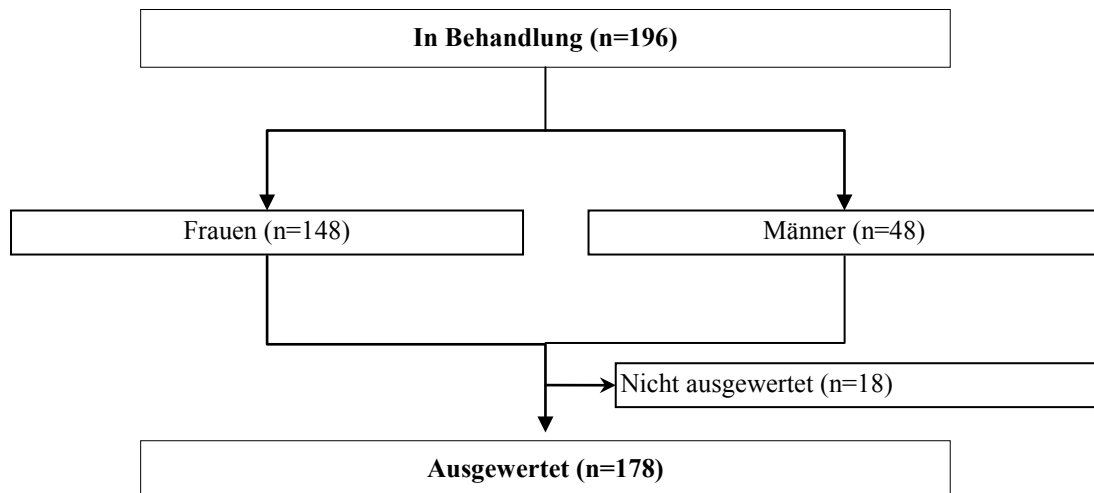 In Behandlung (n=196)
Frauen (n=148)
Männer (n=48)
Nicht ausgewertet (n=18)
Ausgewertet (n=178)